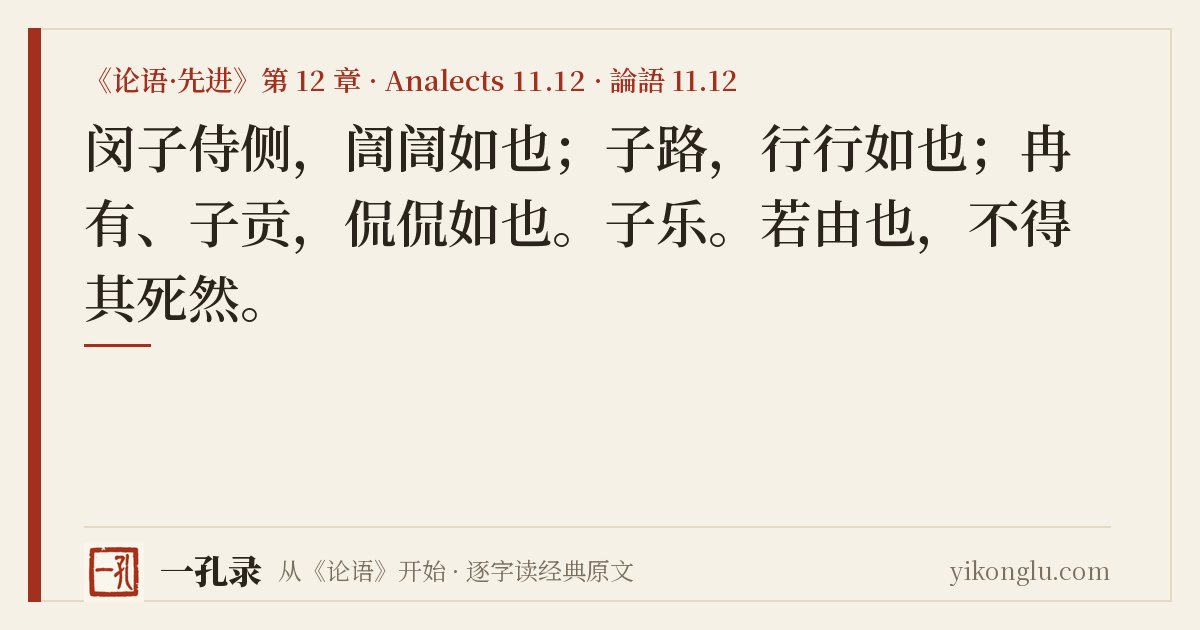 《论语·先进》第 12 章 · Analects 11.12 · 論語 11.12
闵子侍侧，訚訚如也；子路，行行如也；冉
有、子贡，侃侃如也。子乐。若由也，不得
其死然。
一孔
一孔录 从《论语》开始 · 逐字读经典原文 yikonglu.com